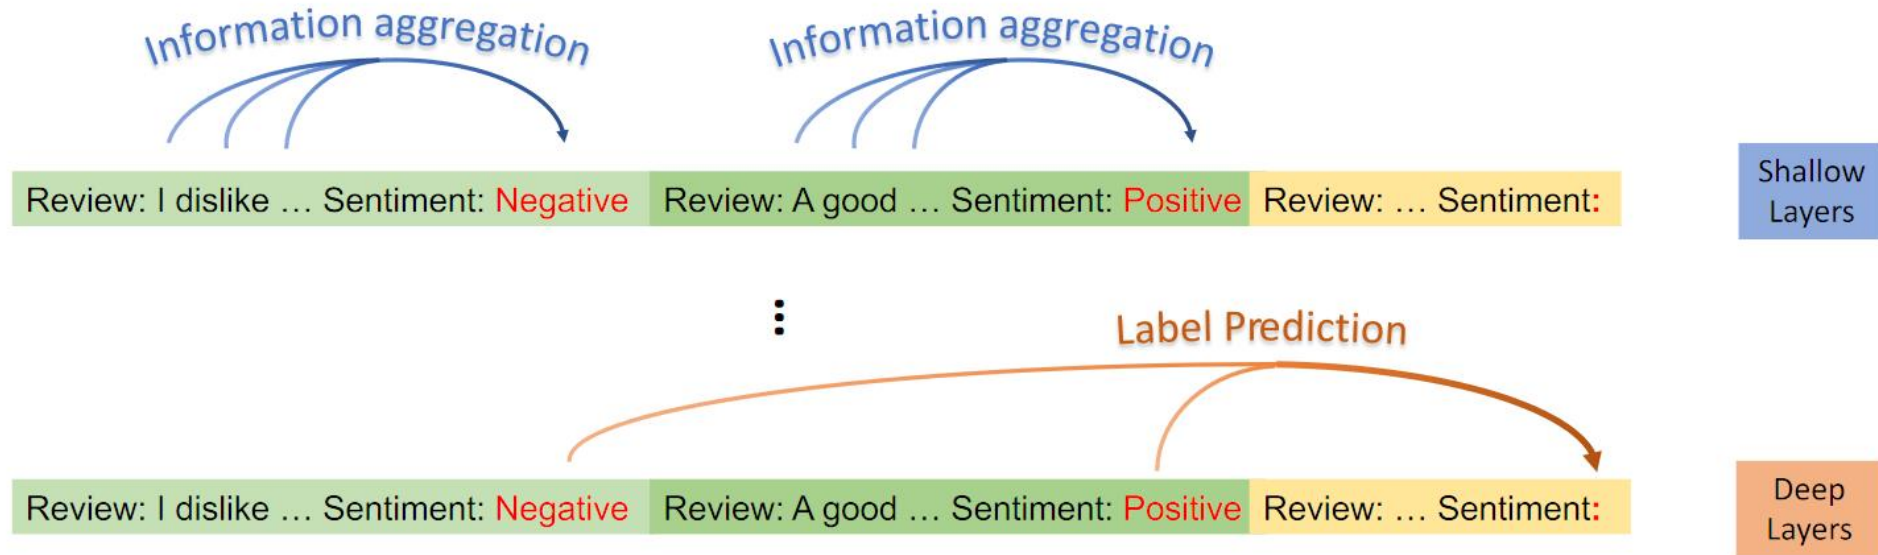 Information aggregation Information aggregation
Review: I dislike … Sentiment: Negative Review: A good … Sentiment: Positive Review: … Sentiment:
Shallow
Layers
Label Prediction
Review: I dislike … Sentiment: Negative Review: A good … Sentiment: Positive Review: … Sentiment:
Deep
Layers